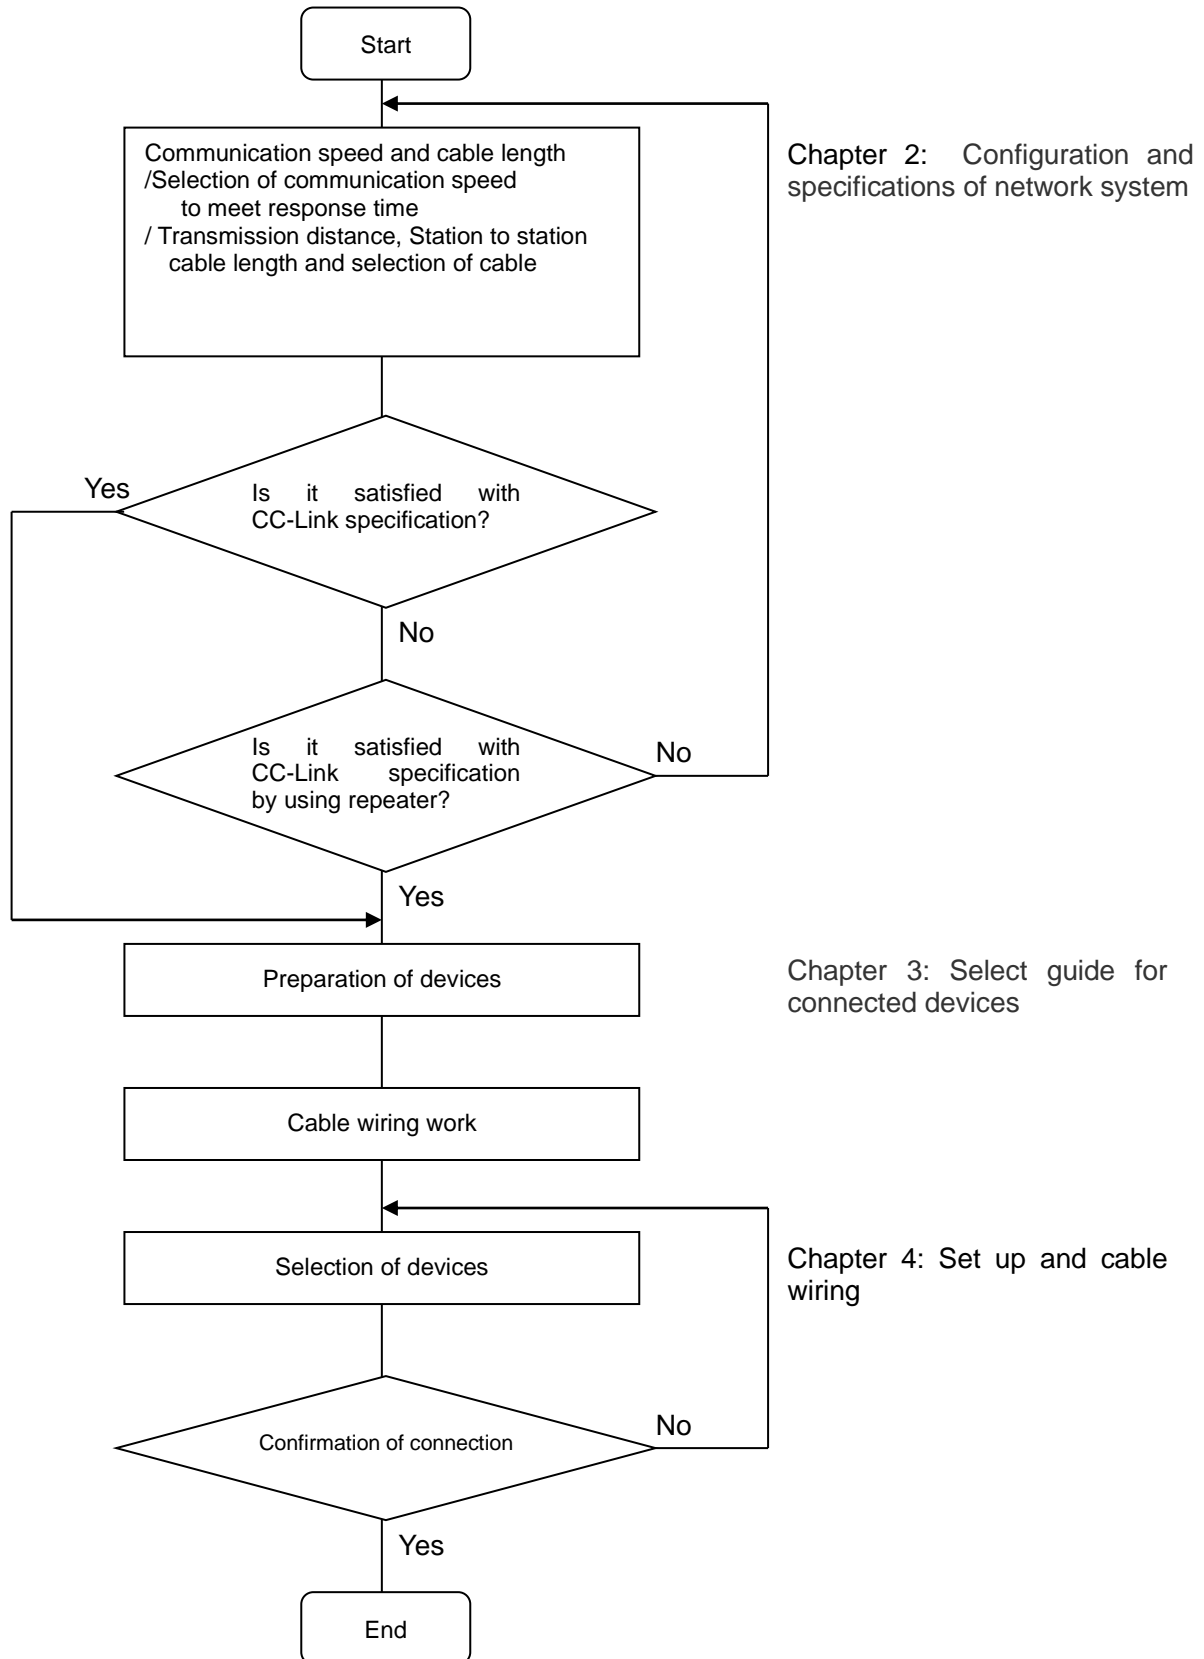 Start
Communication speed and cable length
/Selection of communication speed
to meet response time
/ Transmission distance, Station to station
cable length and selection of cable
Chapter 2: Configuration and
specifications of network system
Yes
Is it satisfied with
CC-Link specification?
No
Is it satisfied with
CC-Link specification
by using repeater?
No
Yes
Preparation of devices
Chapter 3: Select guide for
connected devices
Cable wiring work
Selection of devices
Chapter 4: Set up and cable
wiring
Confirmation of connection
No
Yes
End